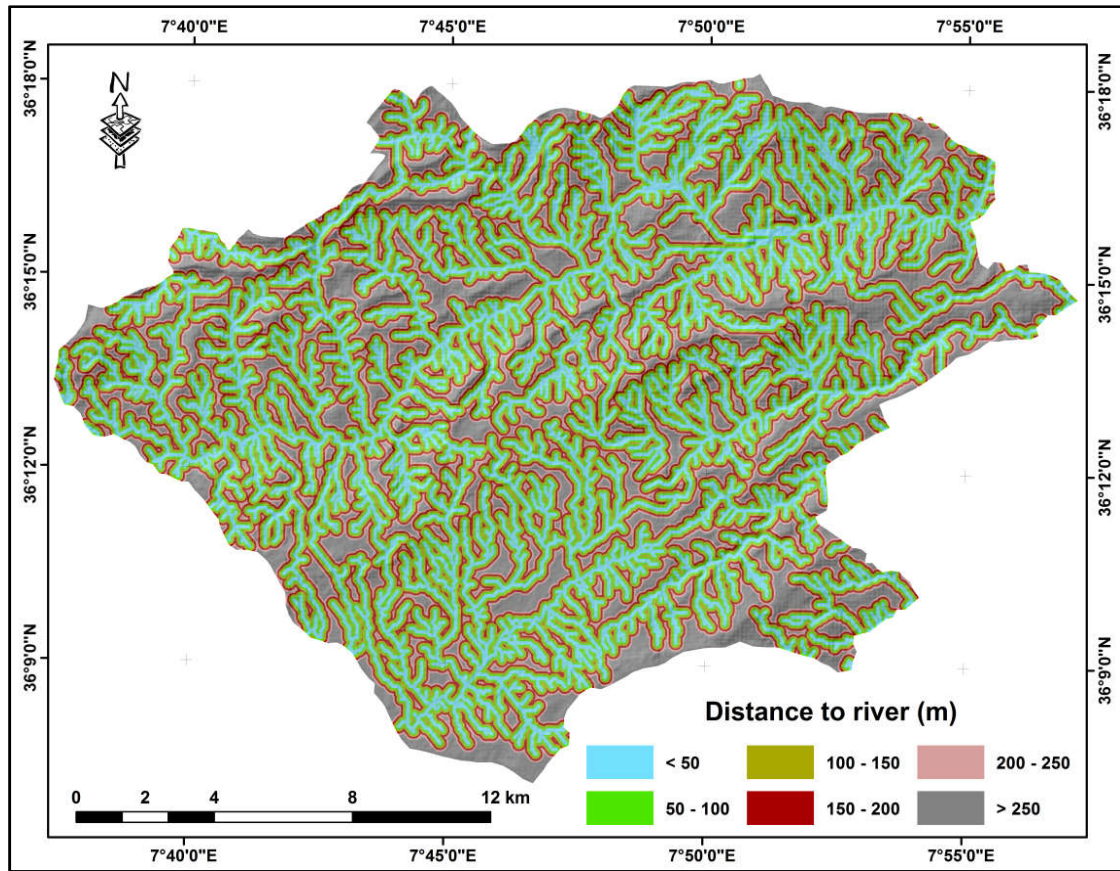 7°40'0"E 7°45'0"E 7°50'0"E 7°55'0"E
N
36°18'0"N 36°18'0"N
36°15'0"N 36°15'0"N
36°12'0"N 36°12'0"N
36°9'0"N 36°9'0"N
Distance to river (m)
< 50 100 - 150 200 - 250
50 - 100 150 - 200 > 250
0 2 4 8 12 km
7°40'0"E 7°45'0"E 7°50'0"E 7°55'0"E